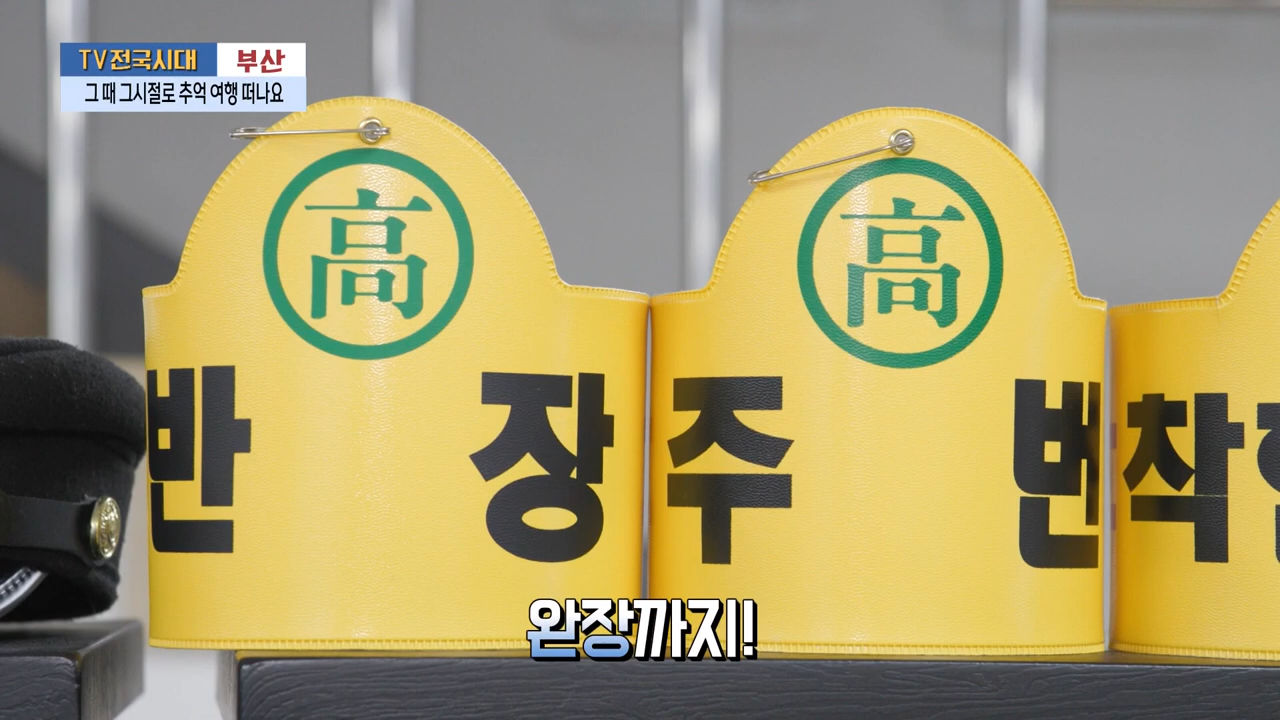 TV전국시대 부산
그 때 그시절로 추억 여행 떠나요
高
반 장
高
주 번
착한
완장까지!